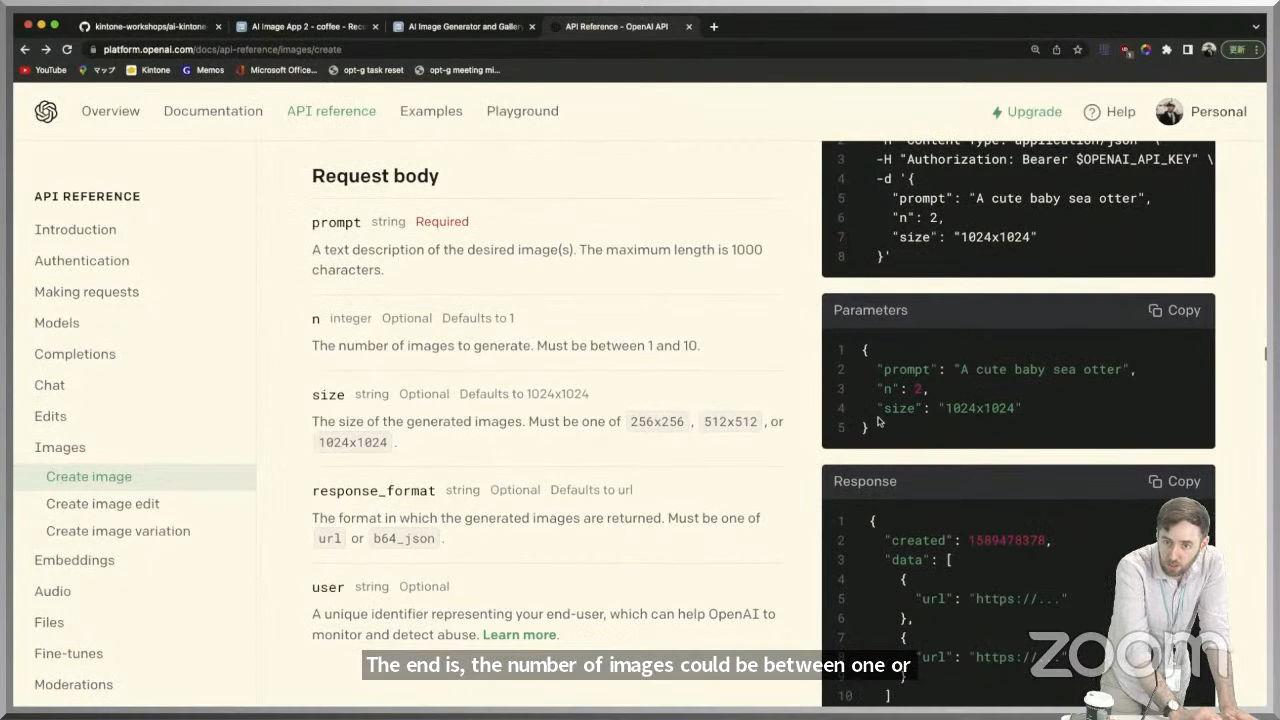 kintone-workshops/ai-kintone-
AI Image App 2 - coffee - Rec
AI Image Generator and Galler
API Reference - OpenAI API
platform.openai.com/docs/api-reference/images/create
更新
YouTube
マップ
Kintone
Memos
Microsoft Office...
opt-g task reset
opt-g meeting mi...
Overview
Documentation
API reference
Examples
Playground
Upgrade
Help
Personal
API REFERENCE
Introduction
Authentication
Making requests
Models
Completions
Chat
Edits
Images
Create image
Create image edit
Create image variation
Embeddings
Audio
Files
Fine-tunes
Moderations
Request body
prompt string Required
A text description of the desired image(s). The maximum length is 1000
characters.
n integer Optional Defaults to 1
The number of images to generate. Must be between 1 and 10.
size string Optional Defaults to 1024x1024
The size of the generated images. Must be one of 256x256, 512x512, or
1024x1024.
response_format string Optional Defaults to url
The format in which the generated images are returned. Must be one of
url or b64_json.
user string Optional
A unique identifier representing your end-user, which can help OpenAI to
monitor and detect abuse. Learn more.
-H "Content-Type: application/json" \
3 -H "Authorization: Bearer $OPENAI_API_KEY" \
4 -d '{
5 "prompt": "A cute baby sea otter",
6 "n": 2,
7 "size": "1024x1024"
8 }'
Parameters
Copy
1 {
2 "prompt": "A cute baby sea otter",
3 "n": 2,
4 "size": "1024x1024"
5 }
Response
Copy
1 {
2 "created": 1589478378,
3 "data": [
4 {
5 "url": "https://..."
6 },
7 {
8 "url": "https://...
9 }
10 ]
The end is, the number of images could be between one or
zoom